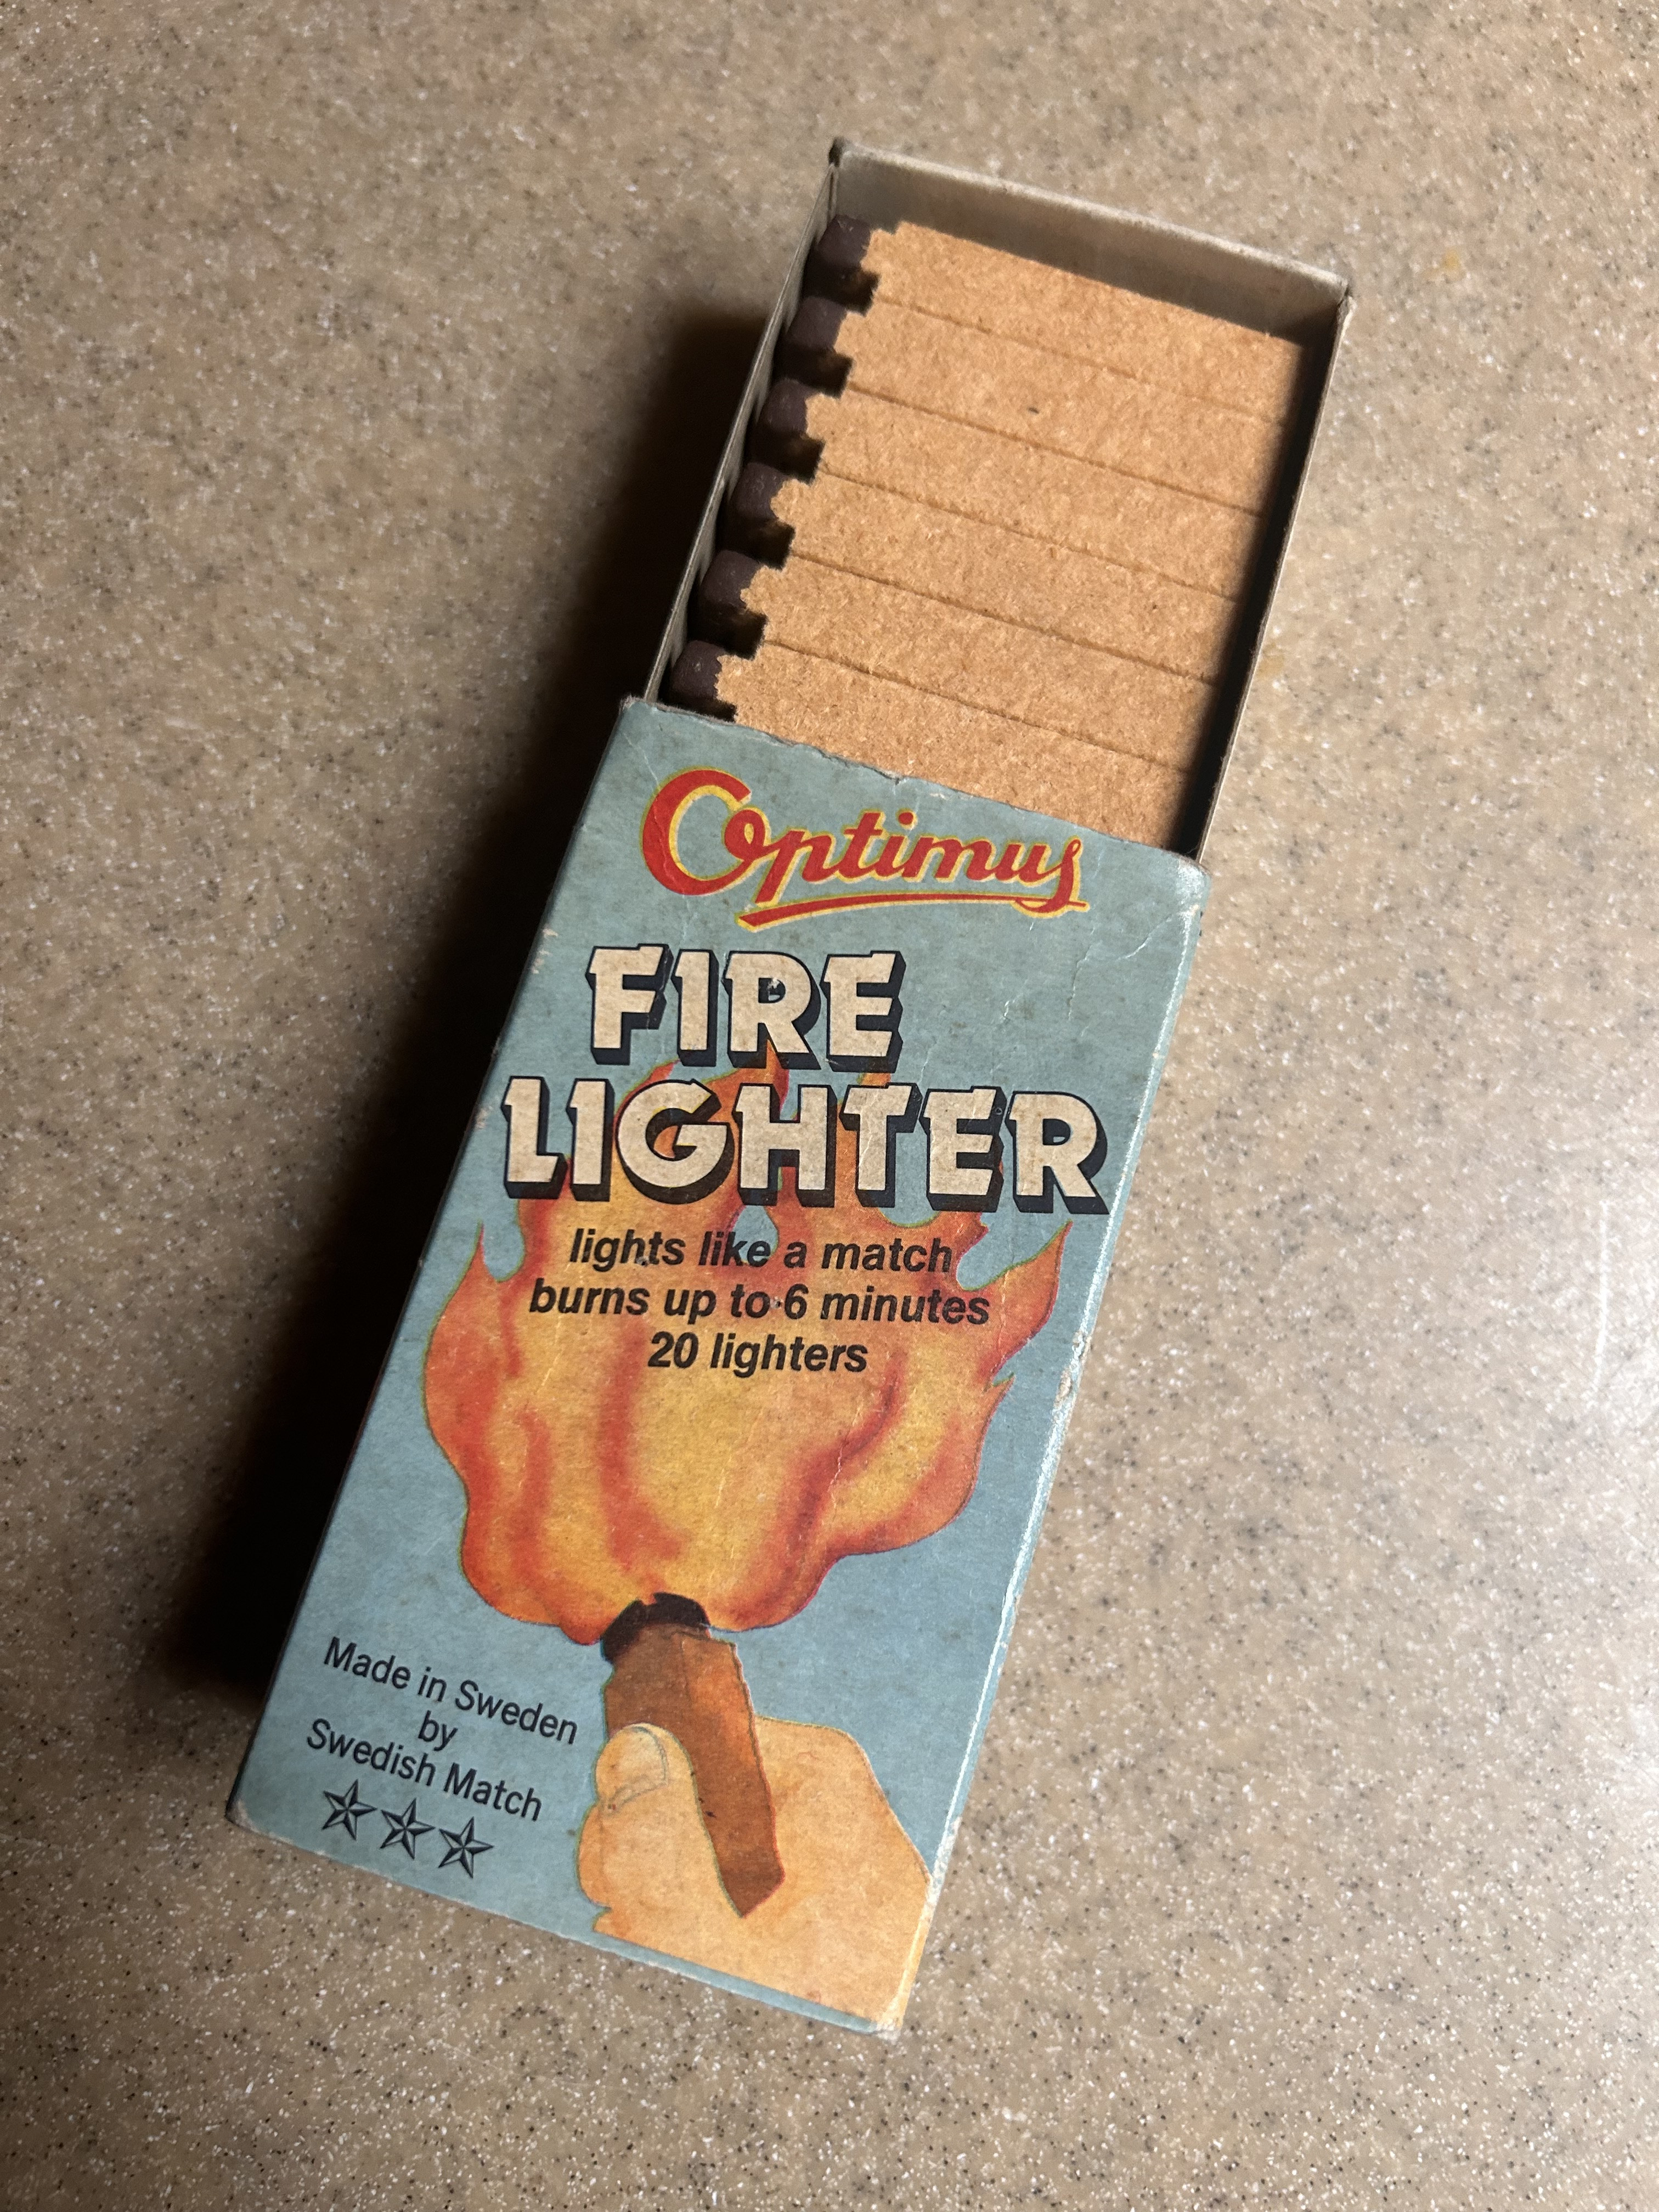 Optimus
FIRE
LIGHTER
lights like a match
burns up to 6 minutes
20 lighters
Made in Sweden
by
Swedish Match